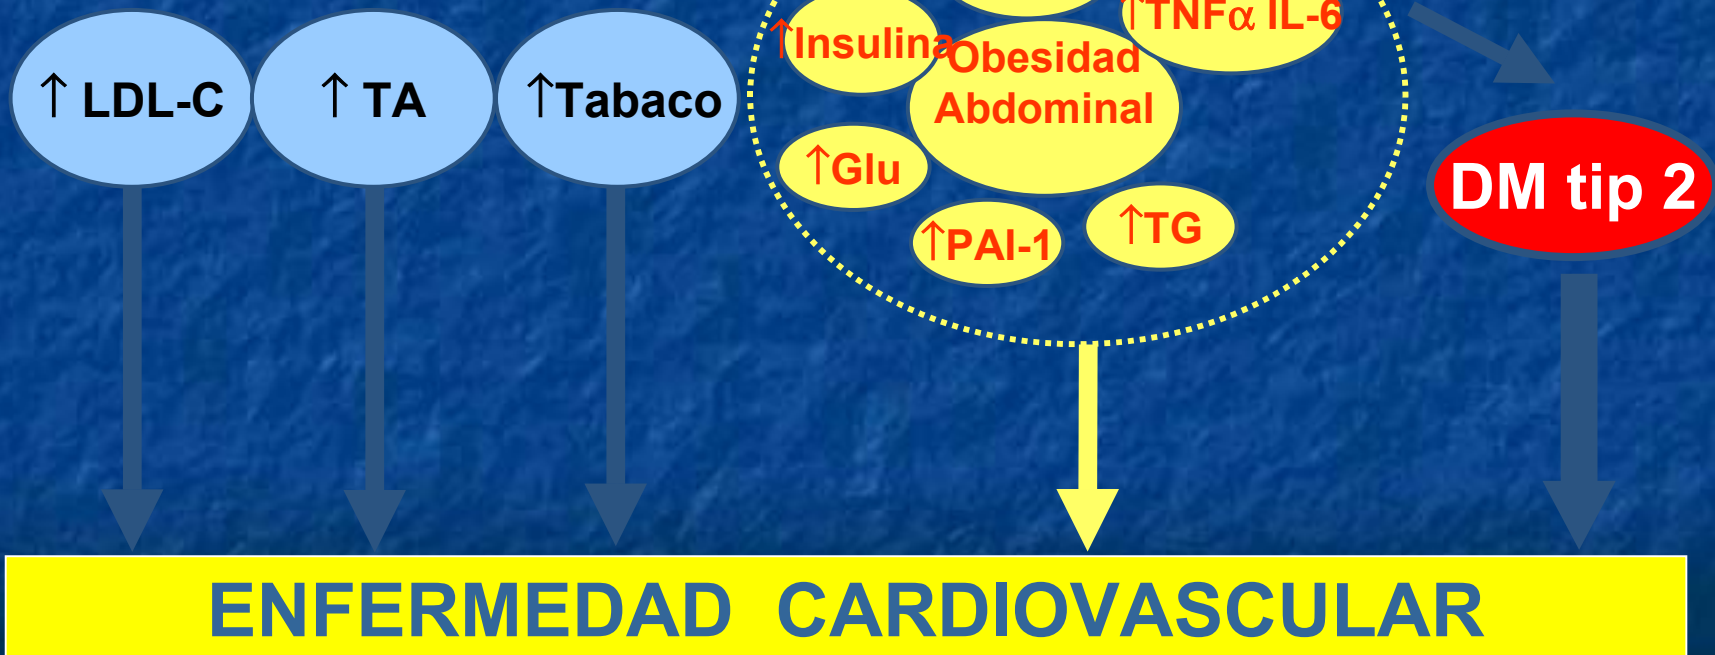 ↑TNFα IL-6
↑Insulina
Obesidad
Abdominal
↑ LDL-C
↑ TA
↑Tabaco
↑Glu
DM tip 2
↑PAI-1
↑TG
ENFERMEDAD CARDIOVASCULAR